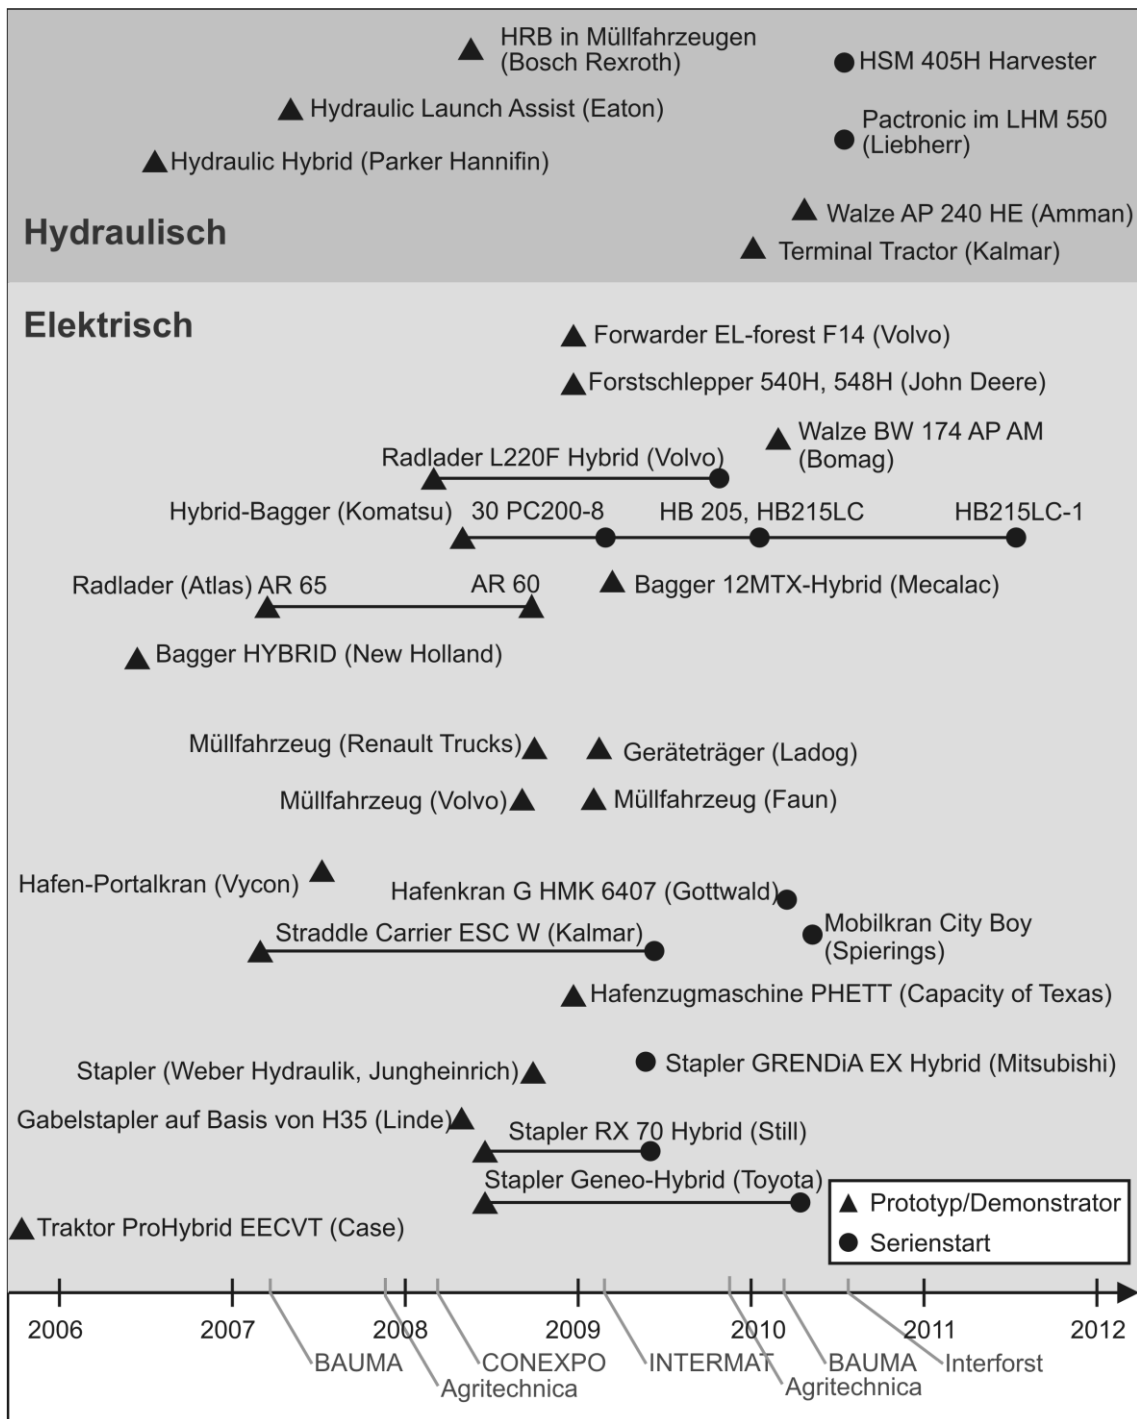 HRB in Müllfahrzeugen
(Bosch Rexroth)
HSM 405H Harvester
Hydraulic Launch Assist (Eaton)
Pactronic im LHM 550
(Liebherr)
Hydraulic Hybrid (Parker Hannifin)
Walze AP 240 HE (Amman)
Hydraulisch
Terminal Tractor (Kalmar)
Elektrisch
Forwarder EL-forest F14 (Volvo)
Forstschlepper 540H, 548H (John Deere)
Walze BW 174 AP AM
(Bomag)
Radlader L220F Hybrid (Volvo)
Hybrid-Bagger (Komatsu)
30 PC200-8
HB 205, HB215LC
HB215LC-1
Radlader (Atlas) AR 65
AR 60
Bagger 12MTX-Hybrid (Mecalac)
Bagger HYBRID (New Holland)
Müllfahrzeug (Renault Trucks)
Geräteträger (Ladog)
Müllfahrzeug (Volvo)
Müllfahrzeug (Faun)
Hafen-Portalkran (Vycon)
Hafenkran G HMK 6407 (Gottwald)
Straddle Carrier ESC W (Kalmar)
Mobilkran City Boy
(Spierings)
Hafenzugmaschine PHETT (Capacity of Texas)
Stapler (Weber Hydraulik, Jungheinrich)
Stapler GRENDiA EX Hybrid (Mitsubishi)
Gabelstapler auf Basis von H35 (Linde)
Stapler RX 70 Hybrid (Still)
Stapler Geneo-Hybrid (Toyota)
Traktor ProHybrid EECVT (Case)
Prototyp/Demonstrator
Serienstart
2006
2007
2008
2009
2010
2011
2012
BAUMA
Agritechnica
CONEXPO
INTERMAT
Agritechnica
BAUMA
Interforst